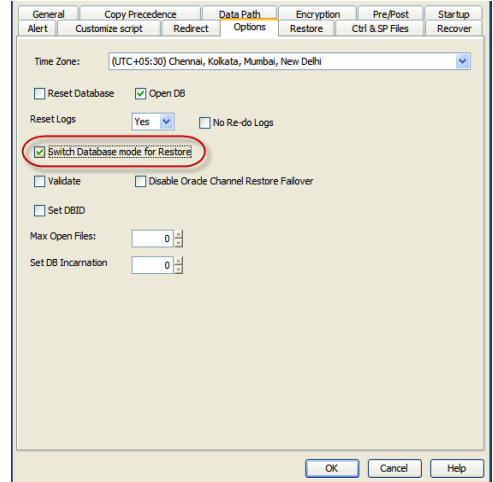 General Copy Precedence Data Path Encryption Pre/Post Startup
Alert Customize script Redirect Options Restore Ctrl & SP Files Recover
Time Zone: (UTC+05:30) Chennai, Kolkata, Mumbai, New Delhi
Reset Database Open DB
Reset Logs Yes No Re-do Logs
Switch Database mode for Restore
Validate Disable Oracle Channel Restore Failover
Set DBID
Max Open Files: 0
Set DB Incarnation 0
OK Cancel Help